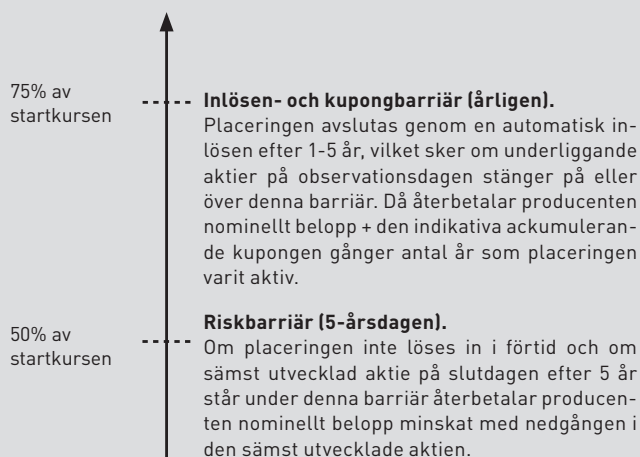 75% av
startkursen
Inlösen- och kupongbarriär (årligen).
Placeringen avslutas genom en automatisk in-
lösen efter 1-5 år, vilket sker om underliggande
aktier på observationsdagen stänger på eller
över denna barriär. Då återbetalar producenten
nominellt belopp + den indikativa ackumuleran-
de kupongen gånger antal år som placeringen
varit aktiv.
50% av
startkursen
Riskbarriär (5-årsdagen).
Om placeringen inte löses in i förtid och om
sämst utvecklad aktie på slutdagen efter 5 år
står under denna barriär återbetalar producen-
ten nominellt belopp minskat med nedgången i
den sämst utvecklade aktien.